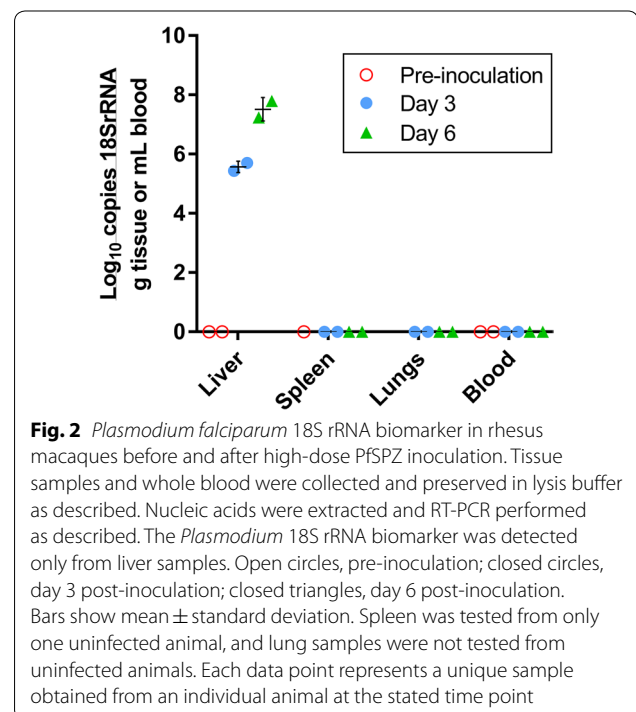 10
8
6
4
2
0
Log₁₀ copies 18SrRNA
g tissue or mL blood
Pre-inoculation
Day 3
Day 6
Liver
Spleen
Lungs
Blood
Fig. 2 Plasmodium falciparum 18S rRNA biomarker in rhesus
macaques before and after high-dose PfSPZ inoculation. Tissue
samples and whole blood were collected and preserved in lysis buffer
as described. Nucleic acids were extracted and RT-PCR performed
as described. The Plasmodium 18S rRNA biomarker was detected
only from liver samples. Open circles, pre-inoculation; closed circles,
day 3 post-inoculation; closed triangles, day 6 post-inoculation.
Bars show mean ± standard deviation. Spleen was tested from only
one uninfected animal, and lung samples were not tested from
uninfected animals. Each data point represents a unique sample
obtained from an individual animal at the stated time point